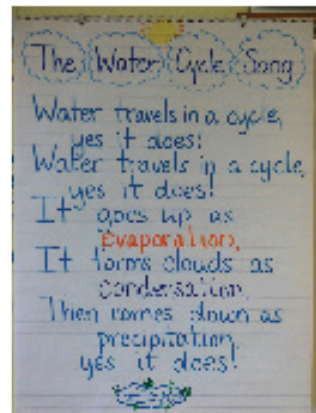 The Water Cycle Song
Water travels in a cycle,
yes it does!
Water travels in a cycle,
yes it does!
It goes up as
evaporation,
It forms clouds as
condensation,
Then comes down as
precipitation,
yes it does!